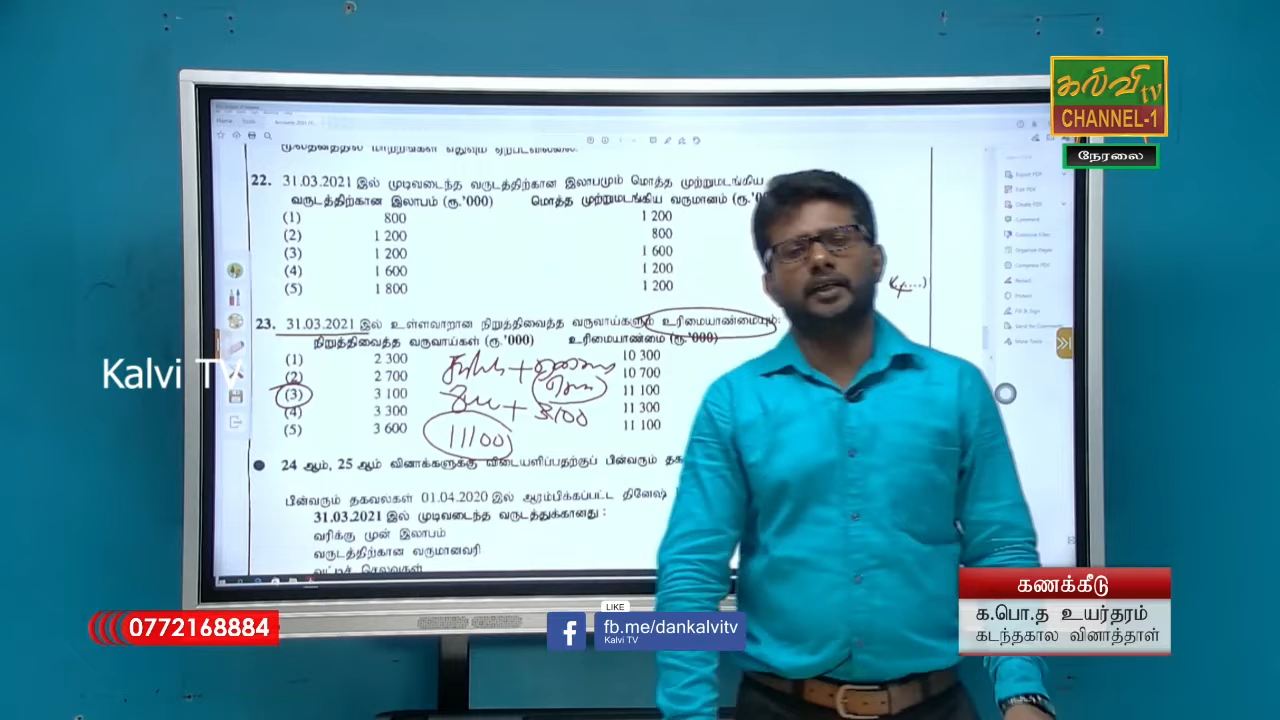 கல்வி tv
CHANNEL-1
நேரலை
22. 31.03.2021 இல் முடிவடைந்த வருடத்திற்கான இலாபமும் மொத்த முற்றுமடங்கிய
வருடத்திற்கான இலாபம் (ரூ.'000) மொத்த முற்றுமடங்கிய வருமானம்
(1) 800 1 200
(2) 1 200 800
(3) 1 200 1 600
(4) 1 600 1 200
(5) 1 800 1 200
23. 31.03.2021 இல் உள்ளவாறான நிறுத்திவைத்த வருவாய்களும் உரிமையாண்மையும்:
நிறுத்திவைத்த வருவாய்கள் (ரூ.'000) உரிமையாண்மை (ரூ.'000)
(1) 2 300 10 300
(2) 2 700 10 700
(3) 3 100 11 100
(4) 3 300 11 300
(5) 3 600 11 100
+
+ 3100
11100
24 ஆம், 25 ஆம் வினாக்களுக்கு விடையளிப்பதற்குப் பின்வரும்
பின்வரும் தகவல்கள் 01.04.2020 இல் ஆரம்பிக்கப்பட்ட தினேஷ்
31.03.2021 இல் முடிவடைந்த வருடத்துக்கானது :
வரிக்கு முன் இலாபம்
வருடத்திற்கான வருமானவரி
வட்டிச் செலவுகள்
Kalvi TV
0772168884
LIKE
fb.me/dankalvitv
Kalvi TV
கணக்கீடு
க.பொ.த உயர்தரம்
கடந்தகால வினாத்தாள்